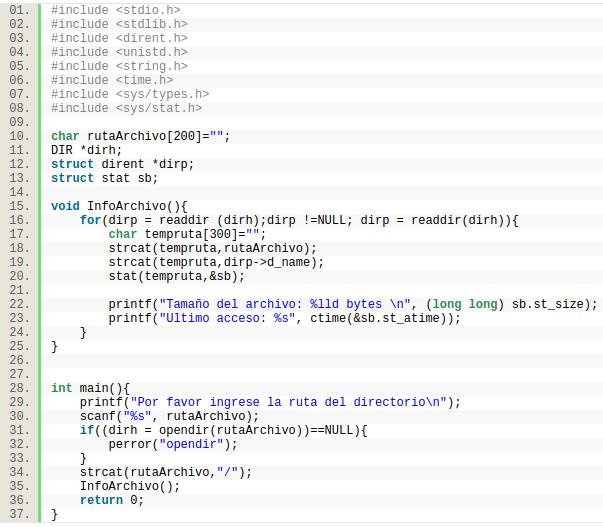 01. #include <stdio.h>
02. #include <stdlib.h>
03. #include <dirent.h>
04. #include <unistd.h>
05. #include <string.h>
06. #include <time.h>
07. #include <sys/types.h>
08. #include <sys/stat.h>
09.
10. char rutaArchivo[200]="";
11. DIR *dirh;
12. struct dirent *dirp;
13. struct stat sb;
14.
15. void InfoArchivo(){
16.     for(dirp = readdir (dirh);dirp !=NULL; dirp = readdir(dirh)){
17.         char tempruta[300]="";
18.         strcat(tempruta,rutaArchivo);
19.         strcat(tempruta,dirp->d_name);
20.         stat(tempruta,&sb);
21.
22.         printf("Tamaño del archivo: %lld bytes \n", (long long) sb.st_size);
23.         printf("Ultimo acceso: %s", ctime(&sb.st_atime));
24.     }
25. }
26.
27.
28. int main(){
29.     printf("Por favor ingrese la ruta del directorio\n");
30.     scanf("%s", rutaArchivo);
31.     if((dirh = opendir(rutaArchivo))==NULL){
32.         perror("opendir");
33.     }
34.     strcat(rutaArchivo,"/");
35.     InfoArchivo();
36.     return 0;
37. }